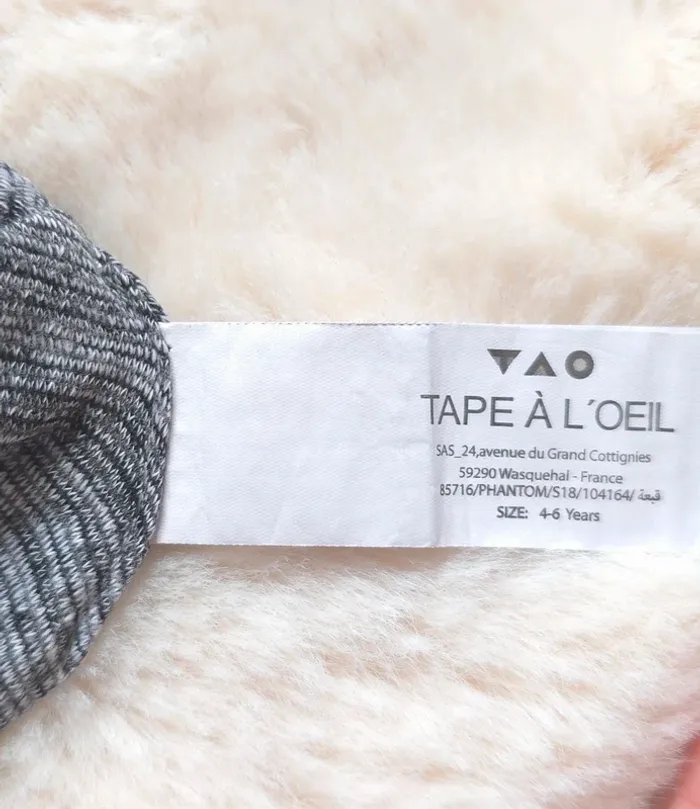 TAO
TAPE À L´OEIL
SAS_24,avenue du Grand Cottignies
59290 Wasquehal - France
85716/PHANTOM/S18/104164/ قبعة
SIZE: 4-6 Years